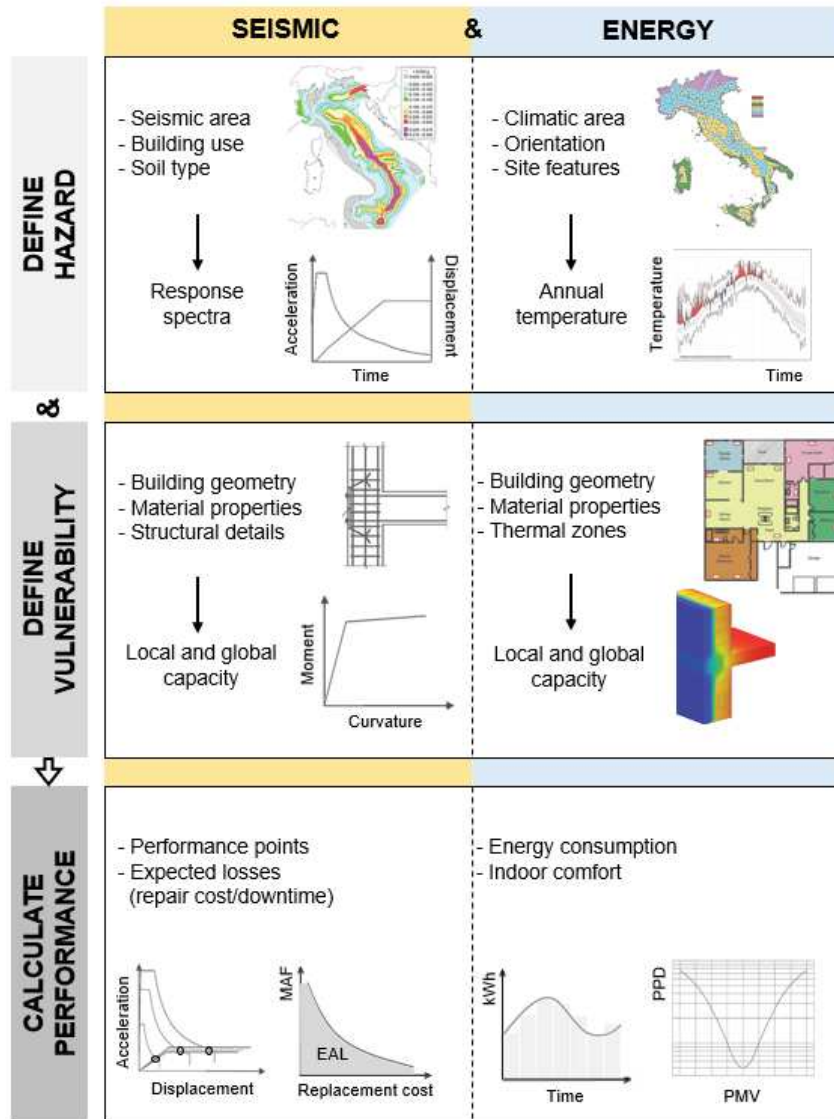 SEISMIC & ENERGY
DEFINE
HAZARD
- Seismic area
- Building use
- Soil type
Response
spectra
Acceleration
Displacement
Time
- Climatic area
- Orientation
- Site features
Annual
temperature
Temperature
Time
&
DEFINE
VULNERABILITY
- Building geometry
- Material properties
- Structural details
Local and global
capacity
Moment
Curvature
- Building geometry
- Material properties
- Thermal zones
Local and global
capacity
CALCULATE
PERFORMANCE
- Performance points
- Expected losses
(repair cost/downtime)
Acceleration
Displacement
MAF
EAL
Replacement cost
- Energy consumption
- Indoor comfort
kWh
Time
PPD
PMV